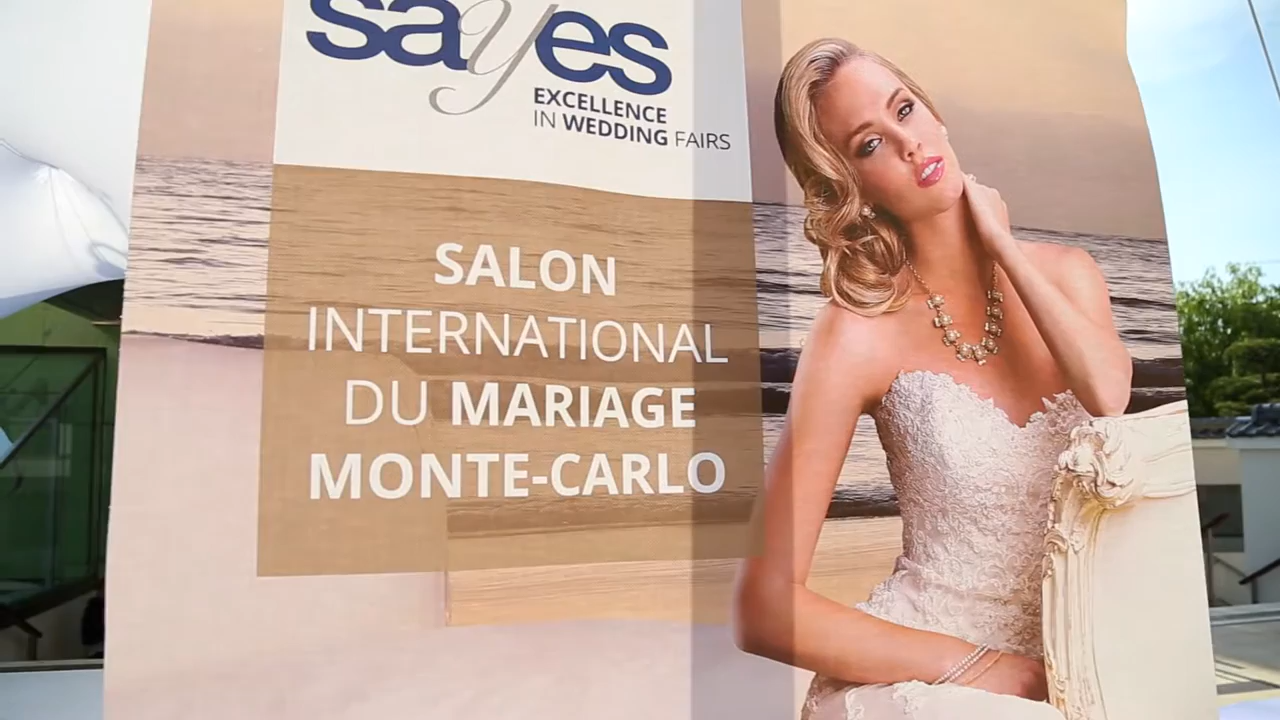 sayes
EXCELLENCE
IN WEDDING FAIRS
SALON
INTERNATIONAL
DU MARIAGE
MONTE-CARLO